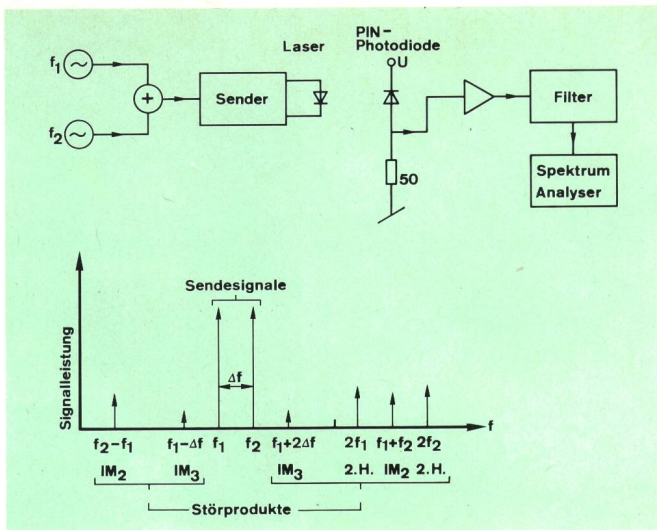 f1
f2
+
Sender
Laser
PIN-
Photodiode
U
50
Filter
Spektrum
Analyser
Signalleistung
Sendesignale
Δf
f
f2-f1 f1-Δf f1 f2 f1+2Δf 2f1 f1+f2 2f2
IM2 IM3 IM3 2.H. IM2 2.H.
Störprodukte